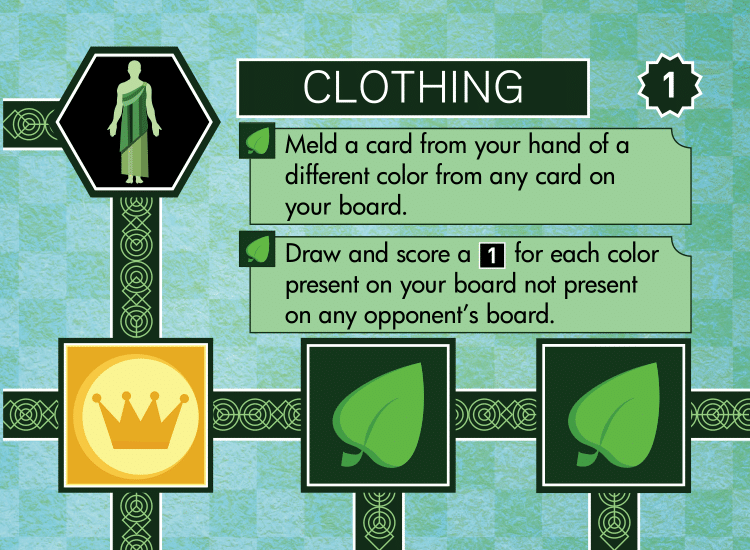 CLOTHING
1
Meld a card from your hand of a
different color from any card on
your board.
Draw and score a 1 for each color
present on your board not present
on any opponent’s board.